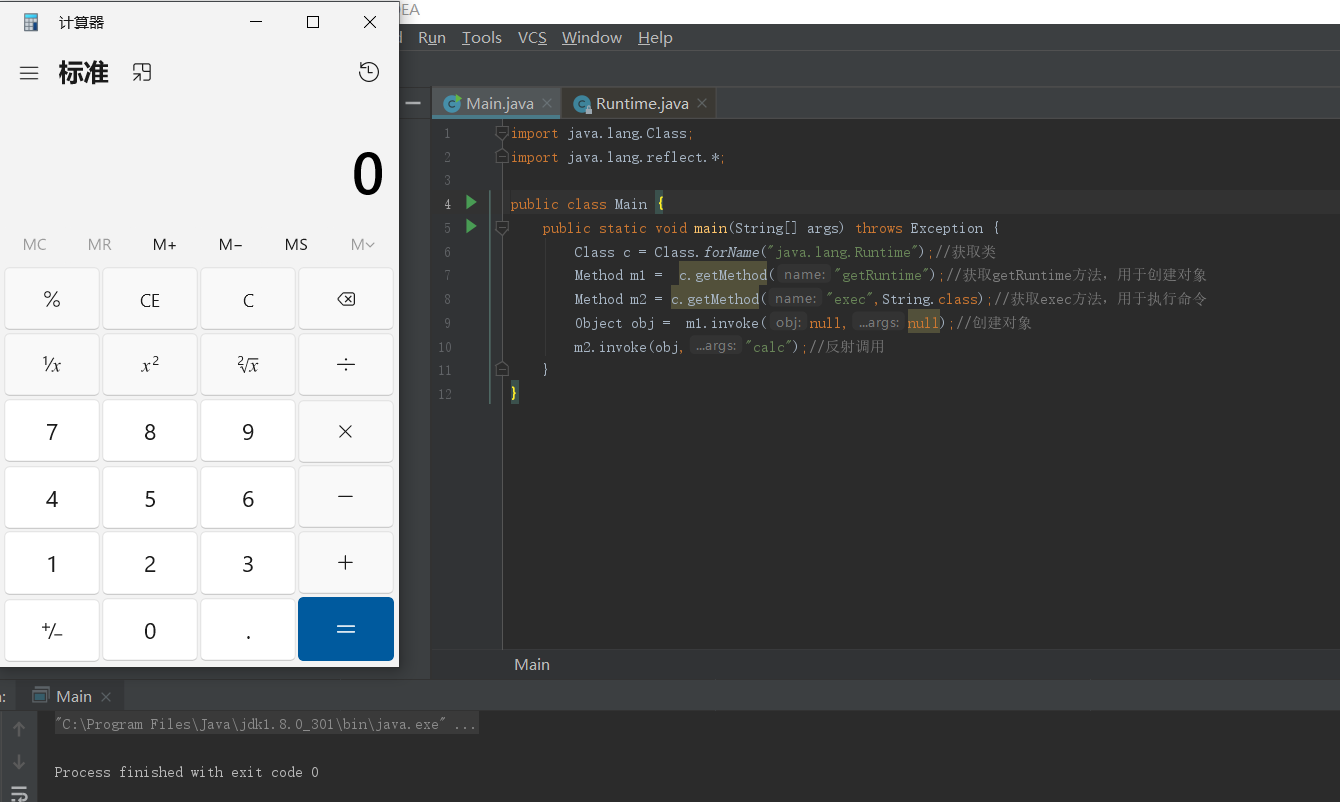 计算器
标准
0
MC MR M+ M− MS M
% CE C
¹/x x² ²√x ÷
7 8 9 ×
4 5 6 −
1 2 3 +
+/− 0 . =
EA
Run Tools VCS Window Help
Main.java Runtime.java
1 import java.lang.Class;
2 import java.lang.reflect.*;
3
4 public class Main {
5 public static void main(String[] args) throws Exception {
6 Class c = Class.forName("java.lang.Runtime");//获取类
7 Method m1 = c.getMethod( name: "getRuntime");//获取getRuntime方法，用于创建对象
8 Method m2 = c.getMethod( name: "exec",String.class);//获取exec方法，用于执行命令
9 Object obj = m1.invoke( obj: null, ...args: null);//创建对象
10 m2.invoke(obj, ...args: "calc");//反射调用
11 }
12 }
Main
: Main
"C:\Program Files\Java\jdk1.8.0_301\bin\java.exe" ...
Process finished with exit code 0